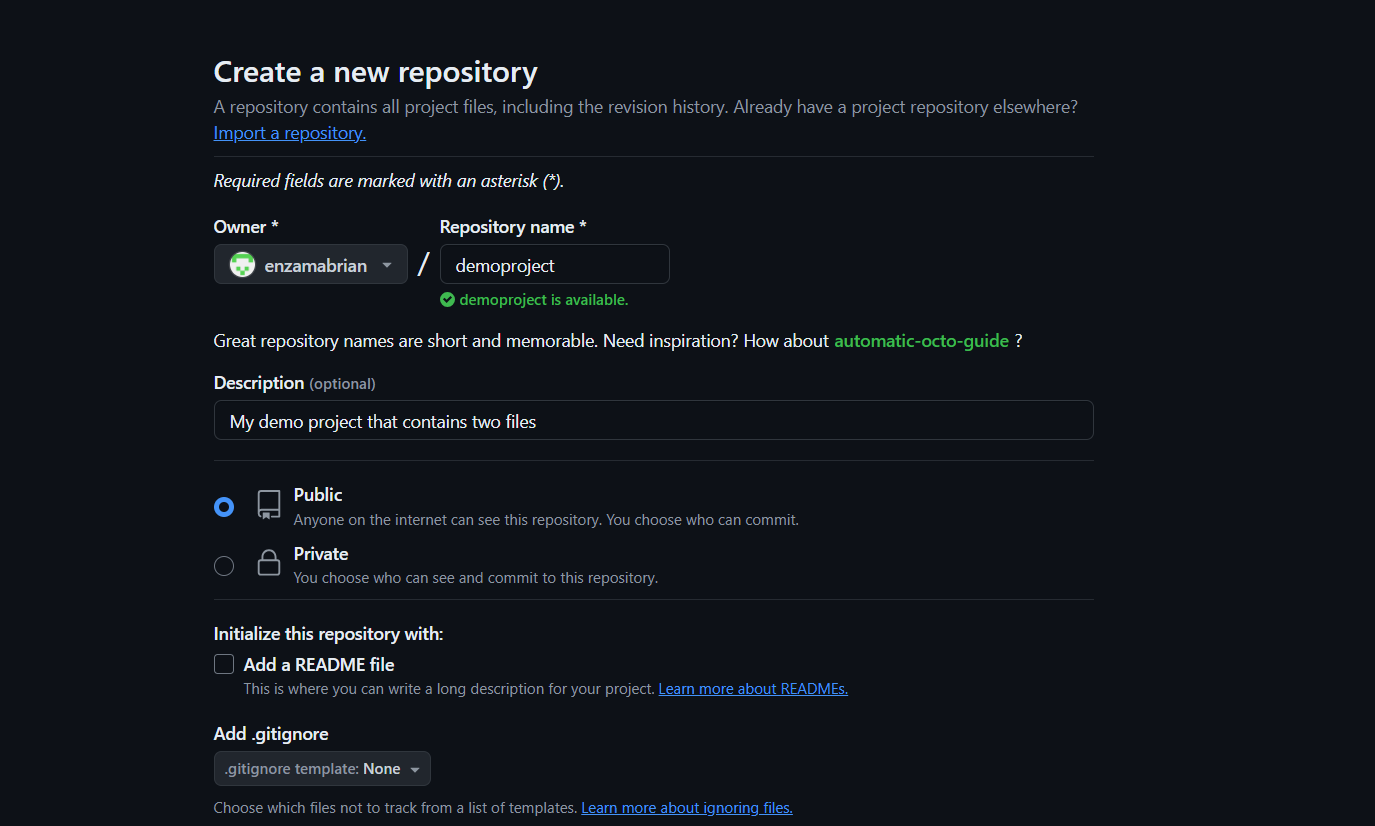 Create a new repository
A repository contains all project files, including the revision history. Already have a project repository elsewhere?
Import a repository.
Required fields are marked with an asterisk (*).
Owner *
Repository name *
enzamabrian
/
demoproject
demoproject is available.
Great repository names are short and memorable. Need inspiration? How about automatic-octo-guide ?
Description (optional)
My demo project that contains two files
Public
Anyone on the internet can see this repository. You choose who can commit.
Private
You choose who can see and commit to this repository.
Initialize this repository with:
Add a README file
This is where you can write a long description for your project. Learn more about READMEs.
Add .gitignore
.gitignore template: None
Choose which files not to track from a list of templates. Learn more about ignoring files.